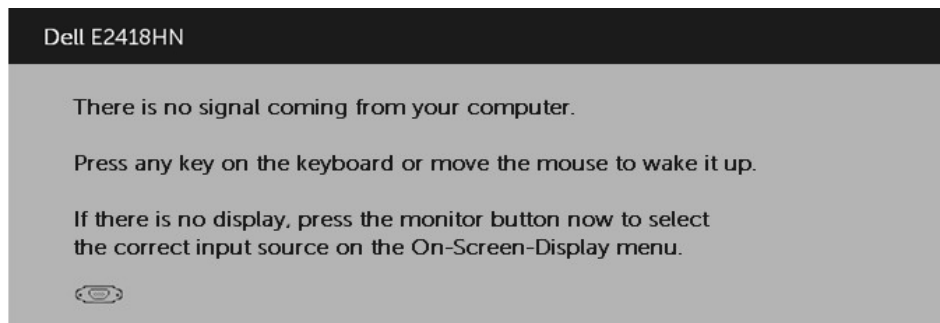 Dell E2418HN
There is no signal coming from your computer.
Press any key on the keyboard or move the mouse to wake it up.
If there is no display, press the monitor button now to select
the correct input source on the On-Screen-Display menu.